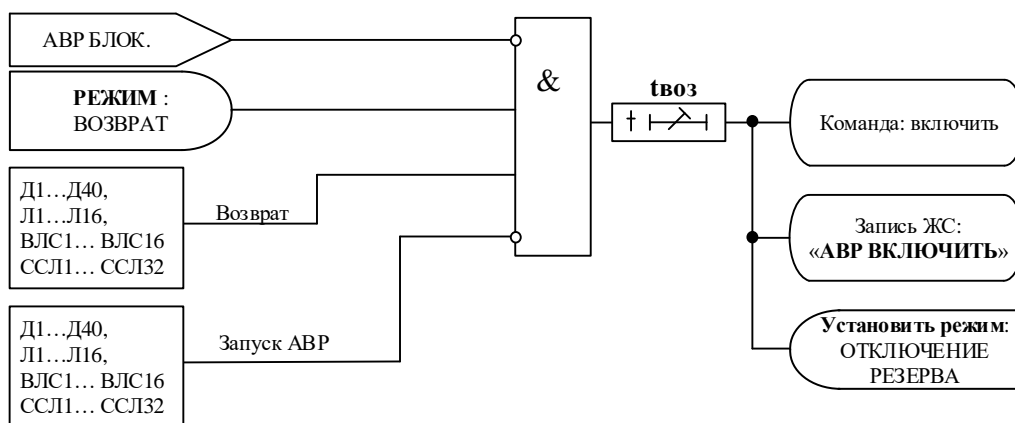 АВР БЛОК.
РЕЖИМ :
ВОЗВРАТ
Д1…Д40,
Л1…Л16,
ВЛС1… ВЛС16
ССЛ1… ССЛ32
Возврат
Д1…Д40,
Л1…Л16,
ВЛС1… ВЛС16
ССЛ1… ССЛ32
Запуск АВР
&
tвоз
Команда: включить
Запись ЖС:
«АВР ВКЛЮЧИТЬ»
Установить режим:
ОТКЛЮЧЕНИЕ
РЕЗЕРВА